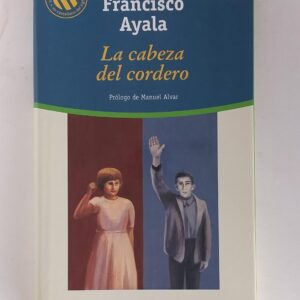 Francisco
Ayala
La cabeza
del cordero
Prólogo de Manuel Alvar